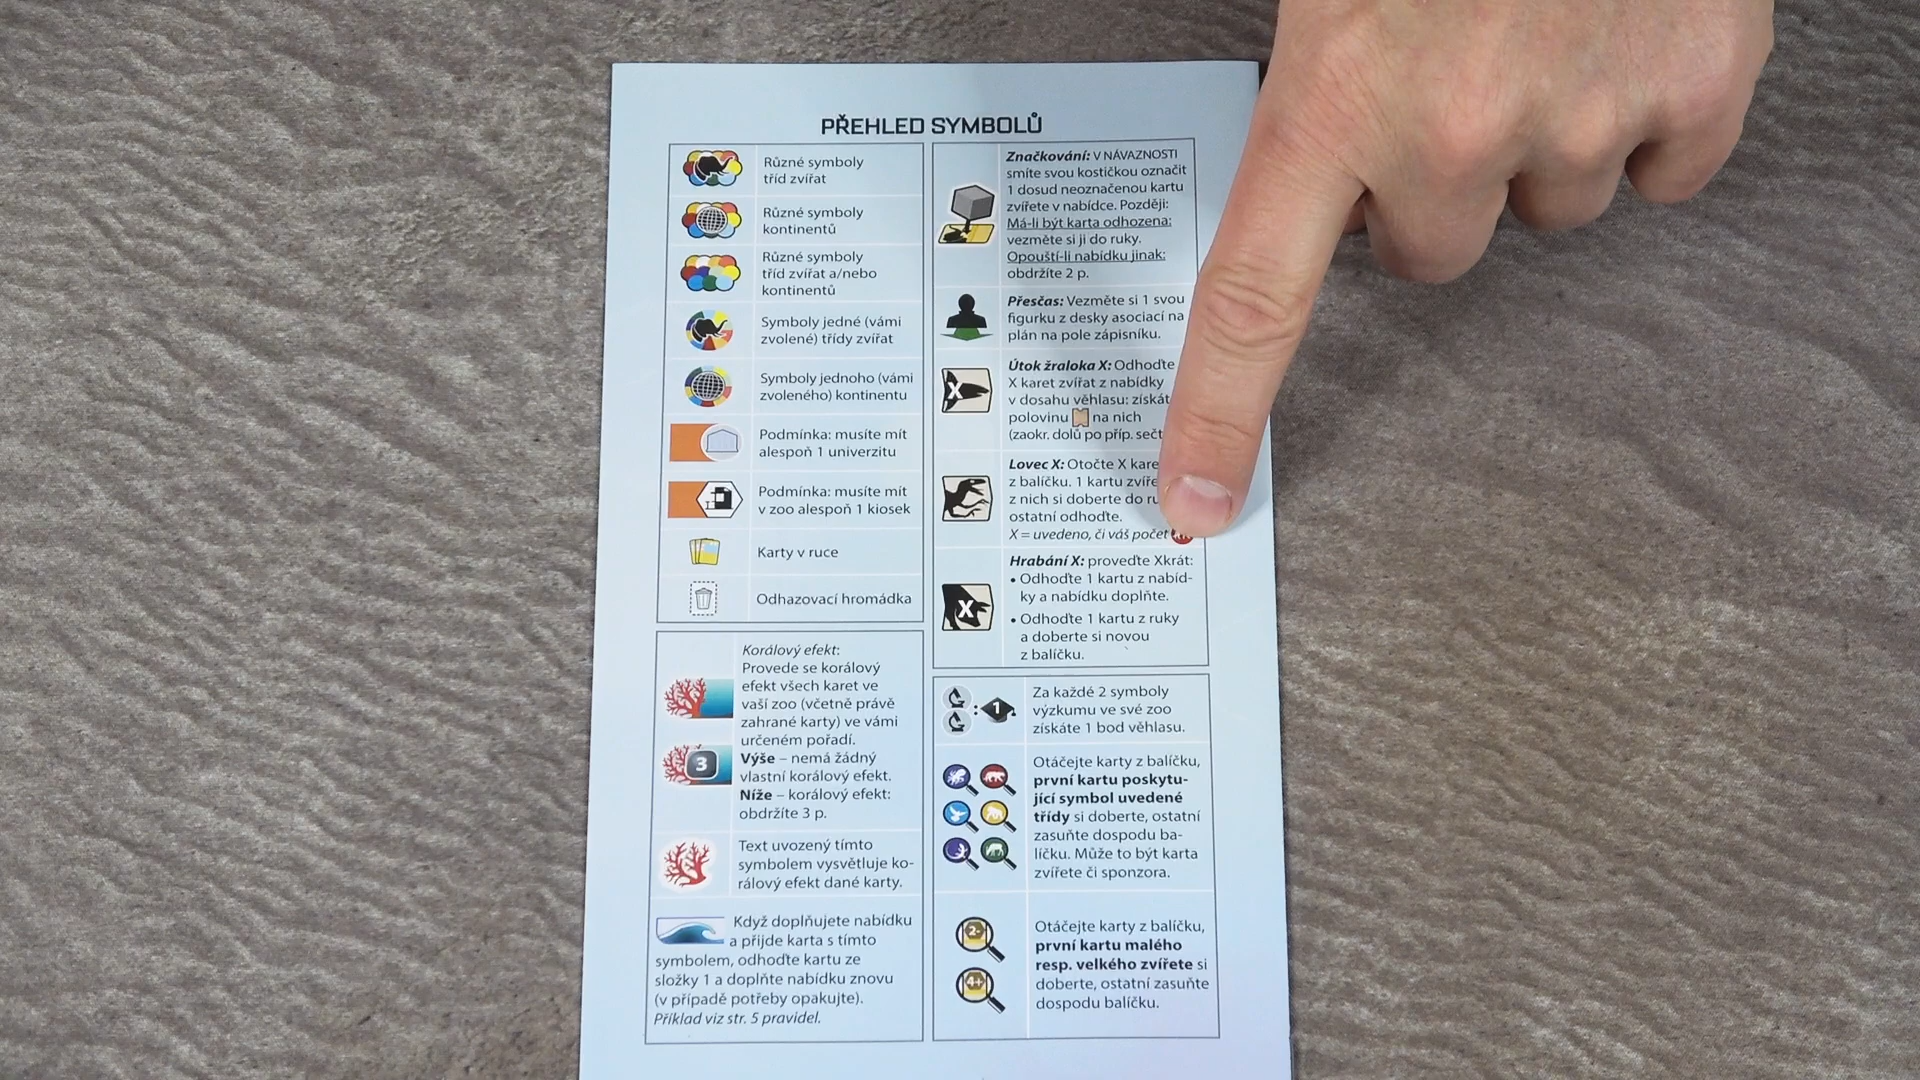 PŘEHLED SYMBOLŮ
Různé symboly
tříd zvířat
Různé symboly
kontinentů
Různé symboly
tříd zvířat a/nebo
kontinentů
Symboly jedné (vámi
zvolené) třídy zvířat
Symboly jednoho (vámi
zvoleného) kontinentu
Podmínka: musíte mít
alespoň 1 univerzitu
Podmínka: musíte mít
v zoo alespoň 1 kiosek
Karty v ruce
Odhazovací hromádka
Korálový efekt:
Provede se korálový
efekt všech karet ve
vaší zoo (včetně právě
zahrané karty) ve vámi
určeném pořadí.
3
Výše – nemá žádný
vlastní korálový efekt.
Níže – korálový efekt:
obdržíte 3 p.
Text uvozený tímto
symbolem vysvětluje ko-
rálový efekt dané karty.
Když doplňujete nabídku
a přijde karta s tímto
symbolem, odhoďte kartu ze
složky 1 a doplňte nabídku znovu
(v případě potřeby opakujte).
Příklad viz str. 5 pravidel.
Značkování: V NÁVAZNOSTI
smíte svou kostičkou označit
1 dosud neoznačenou kartu
zvířete v nabídce. Později:
Má-li být karta odhozena:
vezměte si ji do ruky.
Opouští-li nabídku jinak:
obdržíte 2 p.
Přesčas: Vezměte si 1 svou
figurku z desky asociací na
plán na pole zápisníku.
X
Útok žraloka X: Odhoďte
X karet zvířat z nabídky
v dosahu věhlasu:
polovinu na nich
(zaokr. dolů po příp.
Lovec X: Otočte X
z balíčku. 1 kartu
z nich si doberte do
ostatní odhoďte.
X = uvedeno, či váš počet
X
Hrabání X: proveďte Xkrát:
• Odhoďte 1 kartu z nabíd-
ky a nabídku doplňte.
• Odhoďte 1 kartu z ruky
a doberte si novou
z balíčku.
: 1
Za každé 2 symboly
výzkumu ve své zoo
získáte 1 bod věhlasu.
Otáčejte karty z balíčku,
první kartu poskytu-
jící symbol uvedené
třídy si doberte, ostatní
zasuňte dospodu ba-
líčku. Může to být karta
zvířete či sponzora.
2-
4+
Otáčejte karty z balíčku,
první kartu malého
resp. velkého zvířete si
doberte, ostatní zasuňte
dospodu balíčku.